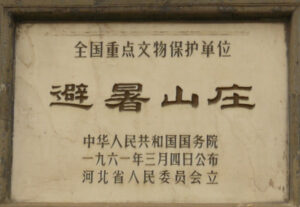 全国重点文物保护单位
避暑山庄
中华人民共和国国务院
一九六一年三月四日公布
河北省人民委员会立